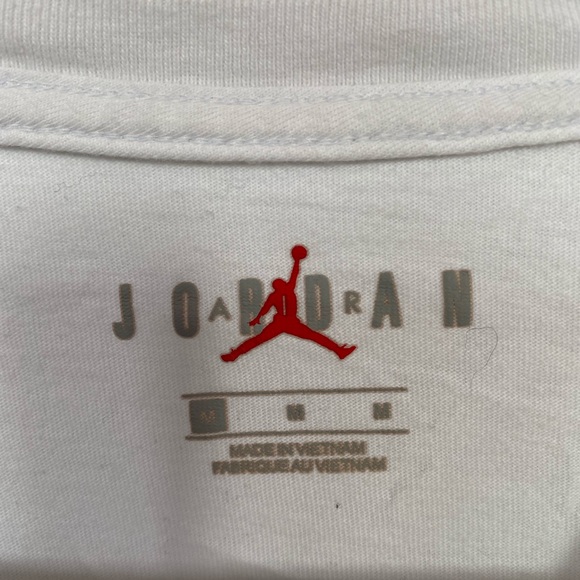 JORDAN
A R
M M M
MADE IN VIETNAM
FABRIQUE AU VIETNAM